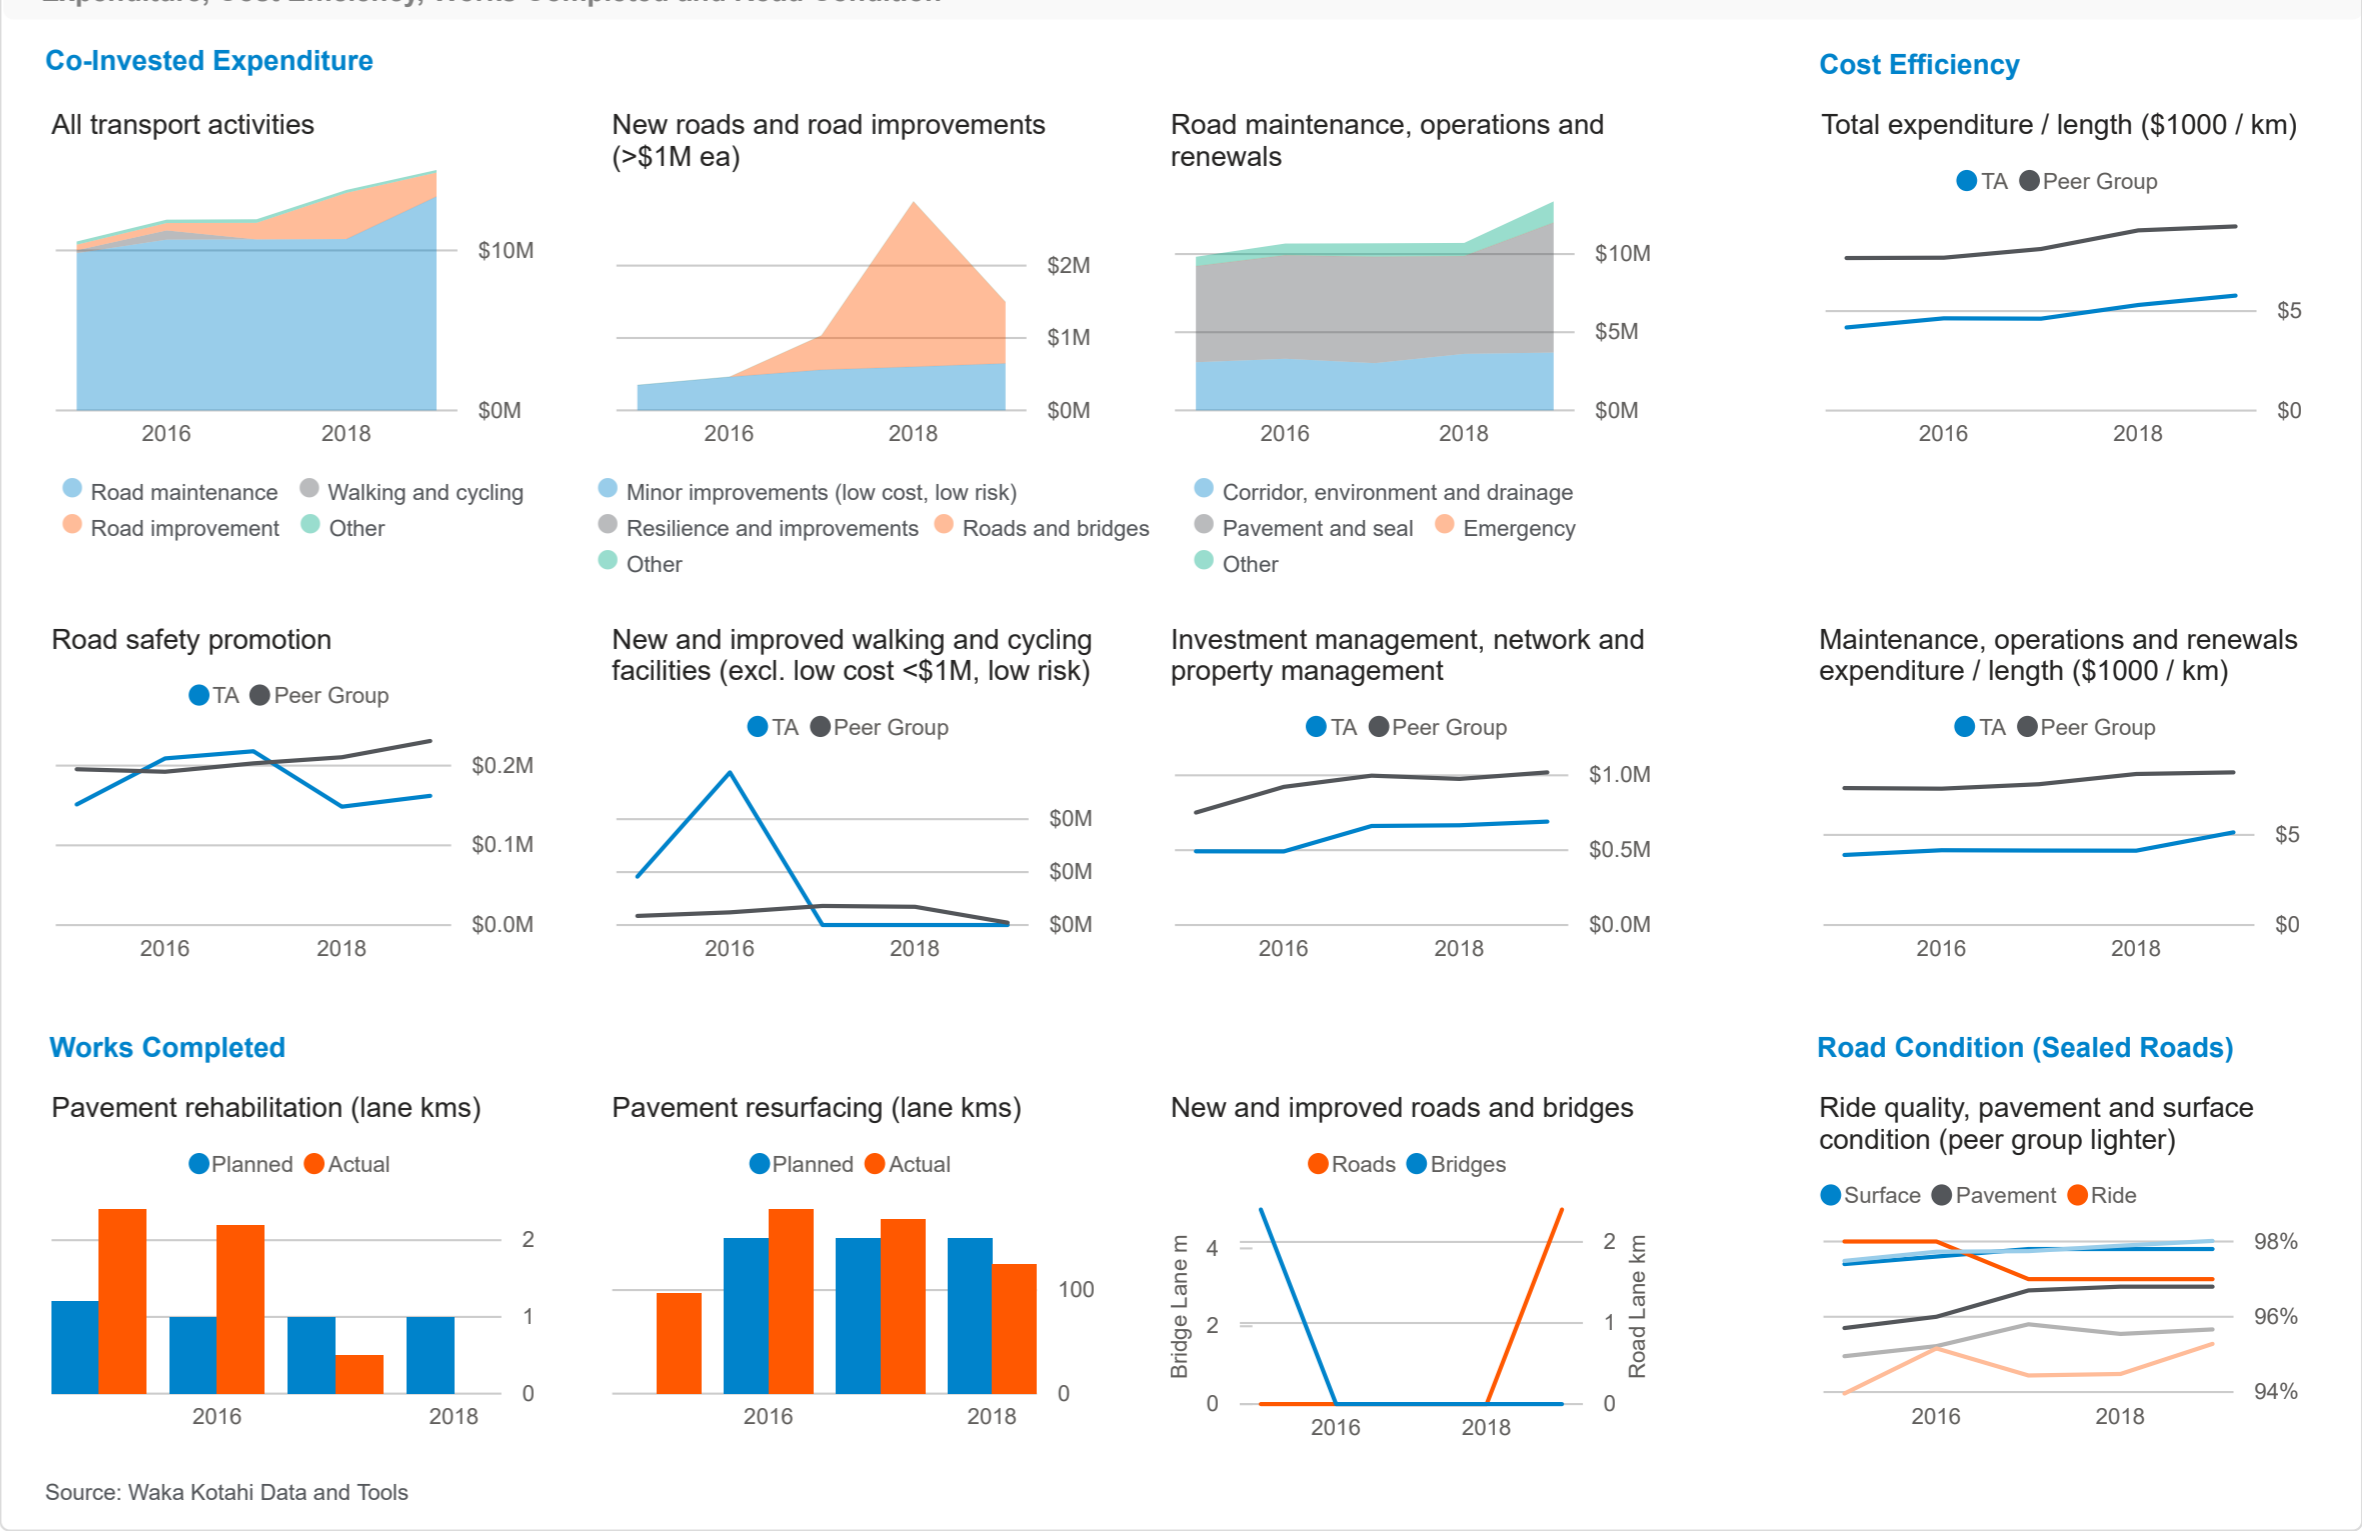 Expenditure, Cost Efficiency, Works Completed and Road Condition
Co-Invested Expenditure
All transport activities
$10M
$0M
2016 2018
Road maintenance Walking and cycling
Road improvement Other
New roads and road improvements
(>$1M ea)
$2M
$1M
$0M
2016 2018
Minor improvements (low cost, low risk)
Resilience and improvements Roads and bridges
Other
Road maintenance, operations and
renewals
$10M
$5M
$0M
2016 2018
Corridor, environment and drainage
Pavement and seal Emergency
Other
Cost Efficiency
Total expenditure / length ($1000 / km)
TA Peer Group
$5
$0
2016 2018
Road safety promotion
TA Peer Group
$0.2M
$0.1M
$0.0M
2016 2018
New and improved walking and cycling
facilities (excl. low cost <$1M, low risk)
TA Peer Group
$0M
$0M
$0M
2016 2018
Investment management, network and
property management
TA Peer Group
$1.0M
$0.5M
$0.0M
2016 2018
Maintenance, operations and renewals
expenditure / length ($1000 / km)
TA Peer Group
$5
$0
2016 2018
Works Completed
Pavement rehabilitation (lane kms)
Planned Actual
2
1
0
2016 2018
Pavement resurfacing (lane kms)
Planned Actual
100
0
2016 2018
New and improved roads and bridges
Roads Bridges
Bridge Lane m
4
2
0
2
1
0
Road Lane km
2016 2018
Road Condition (Sealed Roads)
Ride quality, pavement and surface
condition (peer group lighter)
Surface Pavement Ride
98%
96%
94%
2016 2018
Source: Waka Kotahi Data and Tools